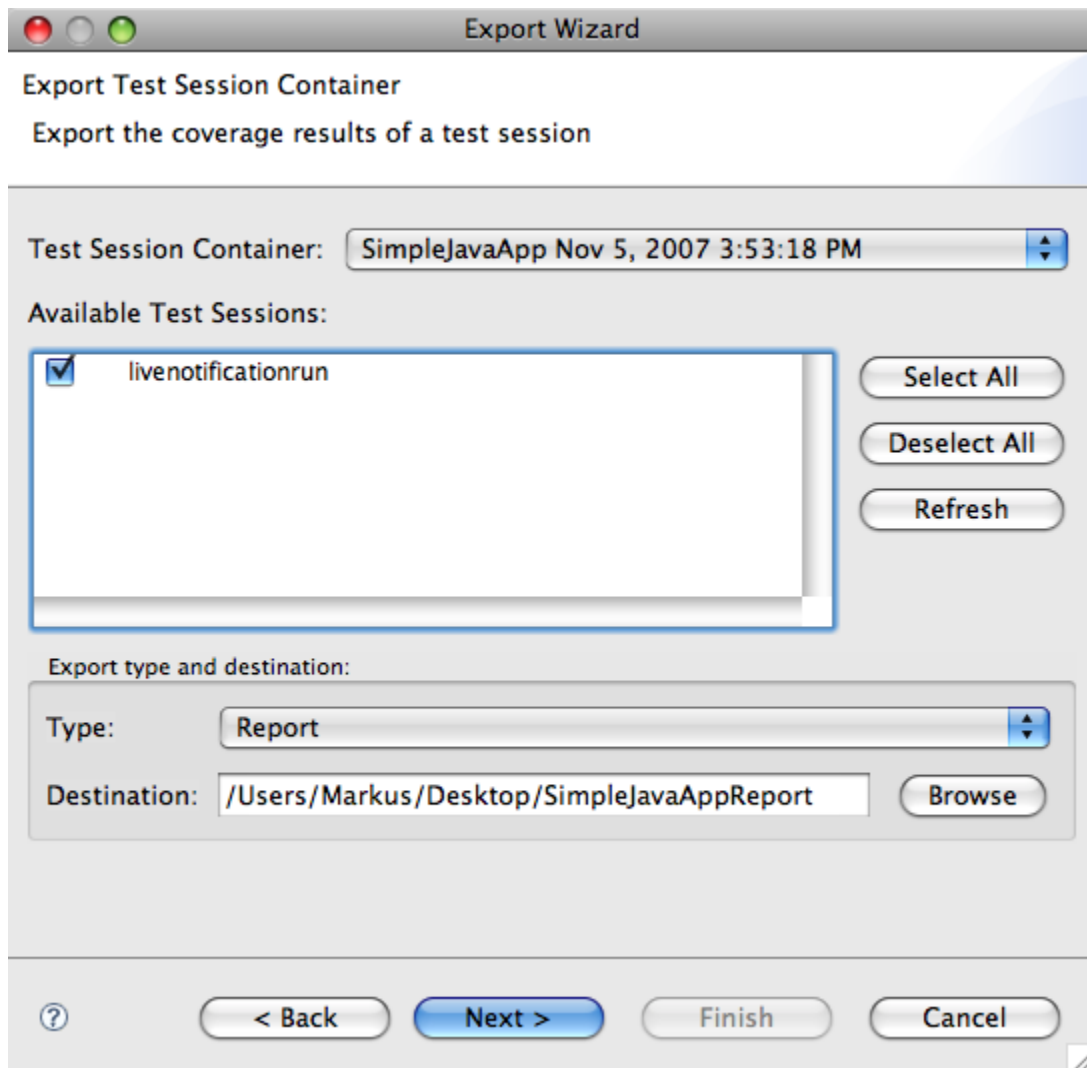 Export Wizard
Export Test Session Container
Export the coverage results of a test session
Test Session Container: SimpleJavaApp Nov 5, 2007 3:53:18 PM
Available Test Sessions:
livenotificationrun
Select All
Deselect All
Refresh
Export type and destination:
Type: Report
Destination: /Users/Markus/Desktop/SimpleJavaAppReport Browse
? < Back Next > Finish Cancel